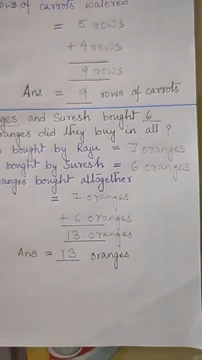 ows of carrots watered
= 5 rows
+ 4 rows
9 rows
Ans = 9 rows of carrots
ges and Suresh bought 6
ranges did they buy in all ?
bought by Raju = 7 oranges
bought by Suresh = 6 oranges
anges bought altogether
= 7 oranges
+ 6 oranges
13 oranges
Ans = 13 oranges